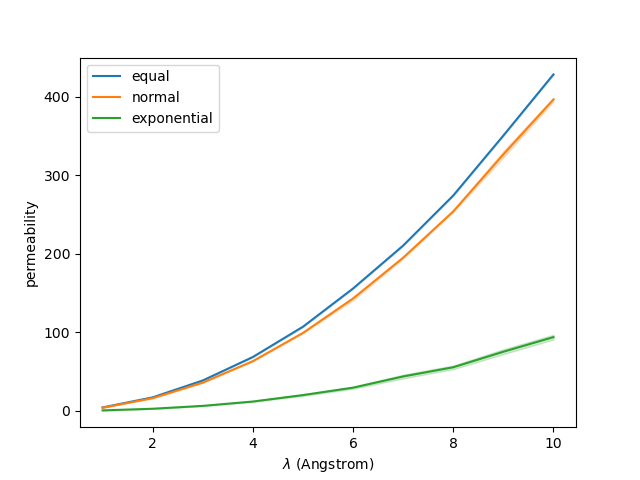 equal
normal
exponential
400
300
200
100
0
permeability
2 4 6 8 10
λ (Angstrom)